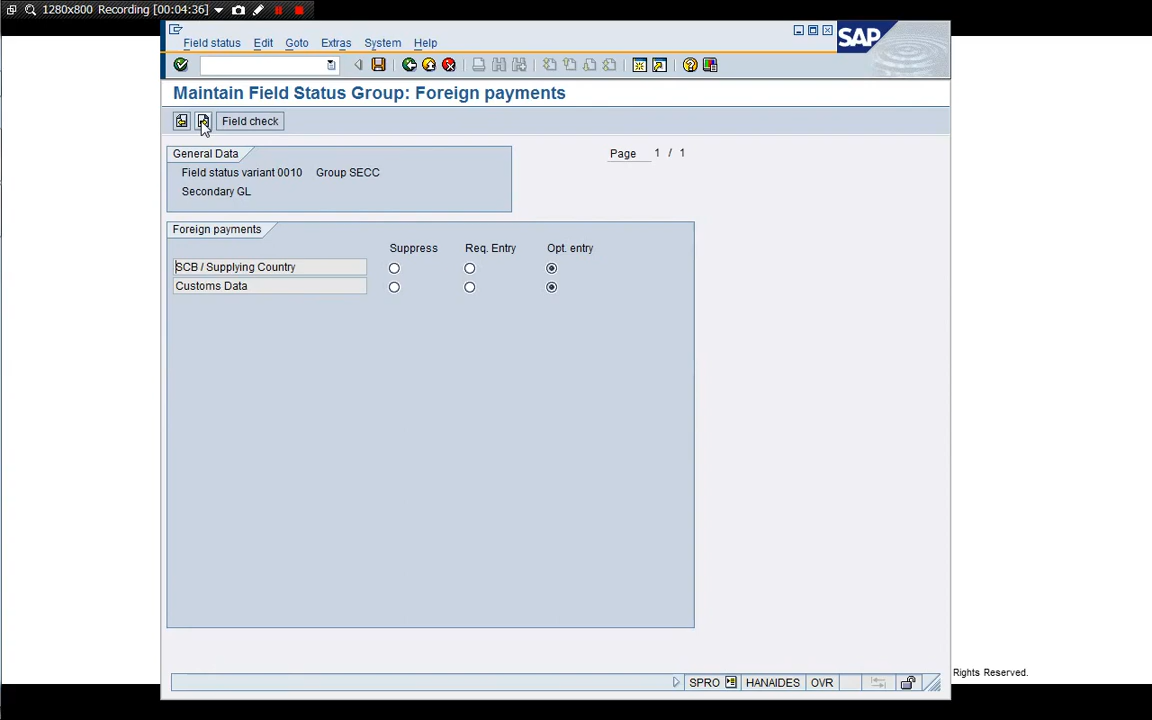 1280x800 Recording [00:04:36]
SAP
Field status Edit Goto Extras System Help
Maintain Field Status Group: Foreign payments
Field check
General Data
Page 1 / 1
Field status variant 0010 Group SECC
Secondary GL
Foreign payments
Suppress Req. Entry Opt. entry
SCB / Supplying Country
Customs Data
Rights Reserved.
SPRO HANAIDES OVR